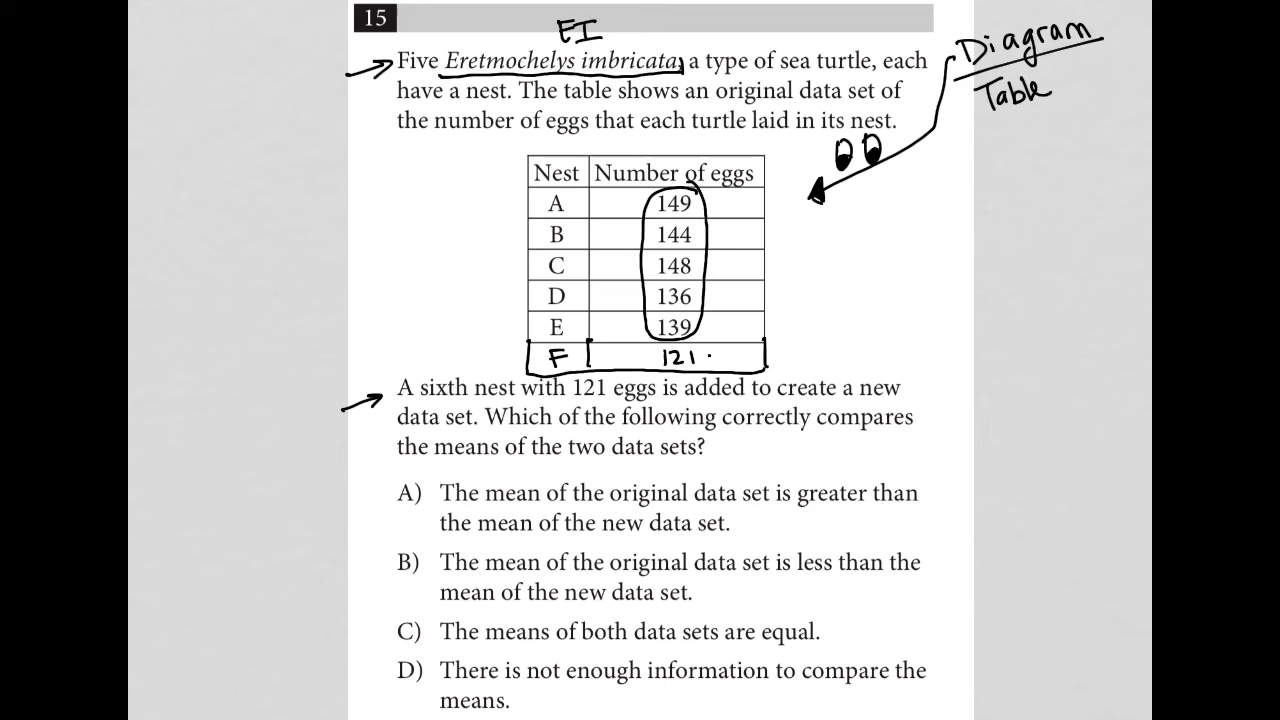 15
EI
Five Eretmochelys imbricata, a type of sea turtle, each
have a nest. The table shows an original data set of
the number of eggs that each turtle laid in its nest.
Diagram
Table
Nest Number of eggs
A 149
B 144
C 148
D 136
E 139
F 121
A sixth nest with 121 eggs is added to create a new
data set. Which of the following correctly compares
the means of the two data sets?
A) The mean of the original data set is greater than
the mean of the new data set.
B) The mean of the original data set is less than the
mean of the new data set.
C) The means of both data sets are equal.
D) There is not enough information to compare the
means.